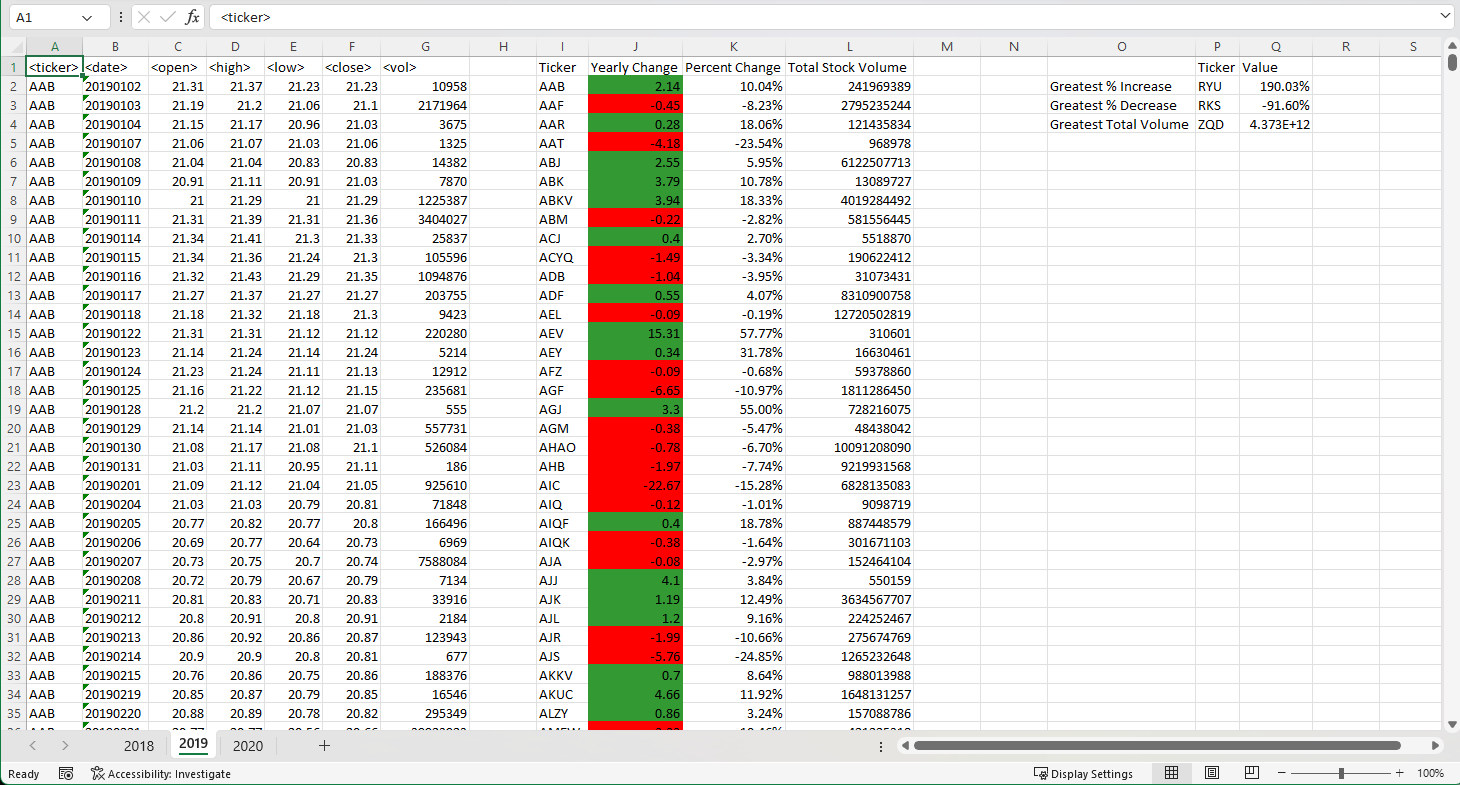 A1 fx <ticker>
A B C D E F G H I J K L M N O P Q R S
1 <ticker> <date> <open> <high> <low> <close> <vol> Ticker Yearly Change Percent Change Total Stock Volume Ticker Value
2 AAB 20190102 21.31 21.37 21.23 21.23 10958 AAB 2.14 10.04% 241969389 Greatest % Increase RYU 190.03%
3 AAB 20190103 21.19 21.2 21.06 21.1 2171964 AAF -0.45 -8.23% 2795235244 Greatest % Decrease RKS -91.60%
4 AAB 20190104 21.15 21.17 20.96 21.03 3675 AAR 0.28 18.06% 121435834 Greatest Total Volume ZQD 4.373E+12
5 AAB 20190107 21.06 21.07 21.03 21.06 1325 AAT -4.18 -23.54% 968978
6 AAB 20190108 21.04 21.04 20.83 20.83 14382 ABJ 2.55 5.95% 6122507713
7 AAB 20190109 20.91 21.11 20.91 21.03 7870 ABK 3.79 10.78% 13089727
8 AAB 20190110 21 21.29 21 21.29 1225387 ABKV 3.94 18.33% 4019284492
9 AAB 20190111 21.31 21.39 21.31 21.36 3404027 ABM -0.22 -2.82% 581556445
10 AAB 20190114 21.34 21.41 21.3 21.33 25837 ACJ 0.4 2.70% 5518870
11 AAB 20190115 21.34 21.36 21.24 21.3 105596 ACYQ -1.49 -3.34% 190622412
12 AAB 20190116 21.32 21.43 21.29 21.35 1094876 ADB -1.04 -3.95% 31073431
13 AAB 20190117 21.27 21.37 21.27 21.27 203755 ADF 0.55 4.07% 8310900758
14 AAB 20190118 21.18 21.32 21.18 21.3 9423 AEL -0.09 -0.19% 12720502819
15 AAB 20190122 21.31 21.31 21.12 21.12 220280 AEV 15.31 57.77% 310601
16 AAB 20190123 21.14 21.24 21.14 21.24 5214 AEY 0.34 31.78% 16630461
17 AAB 20190124 21.23 21.24 21.11 21.13 12912 AFZ -0.09 -0.68% 59378860
18 AAB 20190125 21.16 21.22 21.12 21.15 235681 AGF -6.65 -10.97% 1811286450
19 AAB 20190128 21.2 21.2 21.07 21.07 555 AGJ 3.3 55.00% 728216075
20 AAB 20190129 21.14 21.14 21.01 21.03 557731 AGM -0.38 -5.47% 48438042
21 AAB 20190130 21.08 21.17 21.08 21.1 526084 AHAO -0.78 -6.70% 10091208090
22 AAB 20190131 21.03 21.11 20.95 21.11 186 AHB -1.97 -7.74% 9219931568
23 AAB 20190201 21.09 21.12 21.04 21.05 925610 AIC -22.67 -15.28% 6828135083
24 AAB 20190204 21.03 21.03 20.79 20.81 71848 AIQ -0.12 -1.01% 9098719
25 AAB 20190205 20.77 20.82 20.77 20.8 166496 AIQF 0.4 18.78% 887448579
26 AAB 20190206 20.69 20.77 20.64 20.73 6969 AIQK -0.38 -1.64% 301671103
27 AAB 20190207 20.73 20.75 20.7 20.74 7588084 AJA -0.08 -2.97% 152464104
28 AAB 20190208 20.72 20.79 20.67 20.79 7134 AJJ 4.1 3.84% 550159
29 AAB 20190211 20.81 20.83 20.71 20.83 33916 AJK 1.19 12.49% 3634567707
30 AAB 20190212 20.8 20.91 20.8 20.91 2184 AJL 1.2 9.16% 224252467
31 AAB 20190213 20.86 20.92 20.86 20.87 123943 AJR -1.99 -10.66% 275674769
32 AAB 20190214 20.9 20.9 20.8 20.81 677 AJS -5.76 -24.85% 1265232648
33 AAB 20190215 20.76 20.86 20.75 20.86 188376 AKKV 0.7 8.64% 988013988
34 AAB 20190219 20.85 20.87 20.79 20.85 16546 AKUC 4.66 11.92% 1648131257
35 AAB 20190220 20.88 20.89 20.78 20.82 295349 ALZY 0.86 3.24% 157088786
2018 2019 2020
Ready Accessibility: Investigate Display Settings 100%